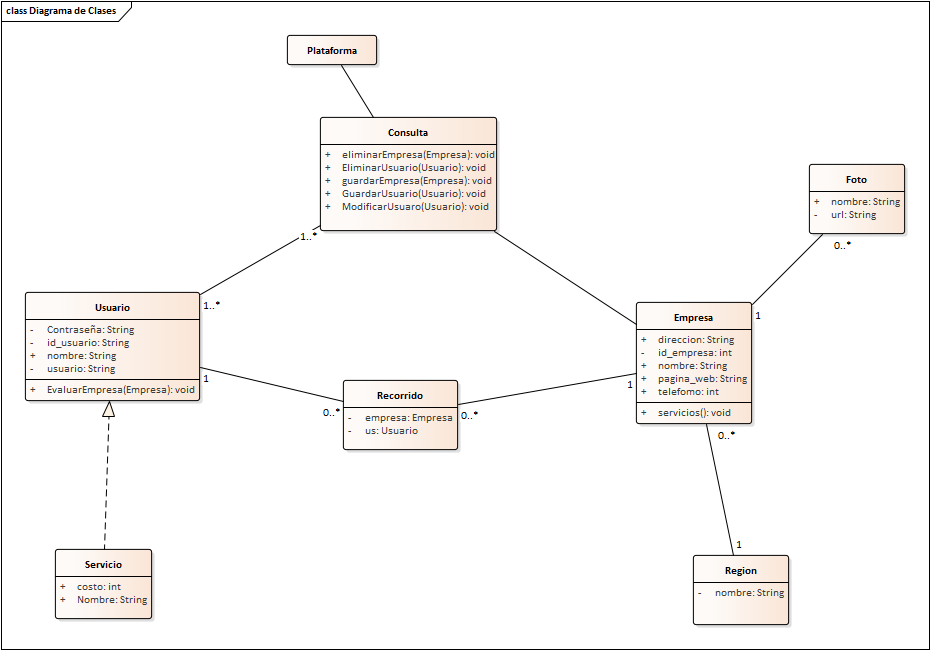 class Diagrama de Clases
Plataforma
Consulta
+ eliminarEmpresa(Empresa): void
+ EliminarUsuario(Usuario): void
+ guardarEmpresa(Empresa): void
+ GuardarUsuario(Usuario): void
+ ModificarUsuaro(Usuario): void
Foto
+ nombre: String
- url: String
0..*
1..*
1..*
Usuario
- Contraseña: String
- id_usuario: String
+ nombre: String
- usuario: String
+ EvaluarEmpresa(Empresa): void
1
Empresa
+ direccion: String
- id_empresa: int
+ nombre: String
+ pagina_web: String
+ telefomo: int
+ servicios(): void
1
1
0..*
Recorrido
- empresa: Empresa
- us: Usuario
0..*
0..*
1
Servicio
+ costo: int
+ Nombre: String
Region
- nombre: String